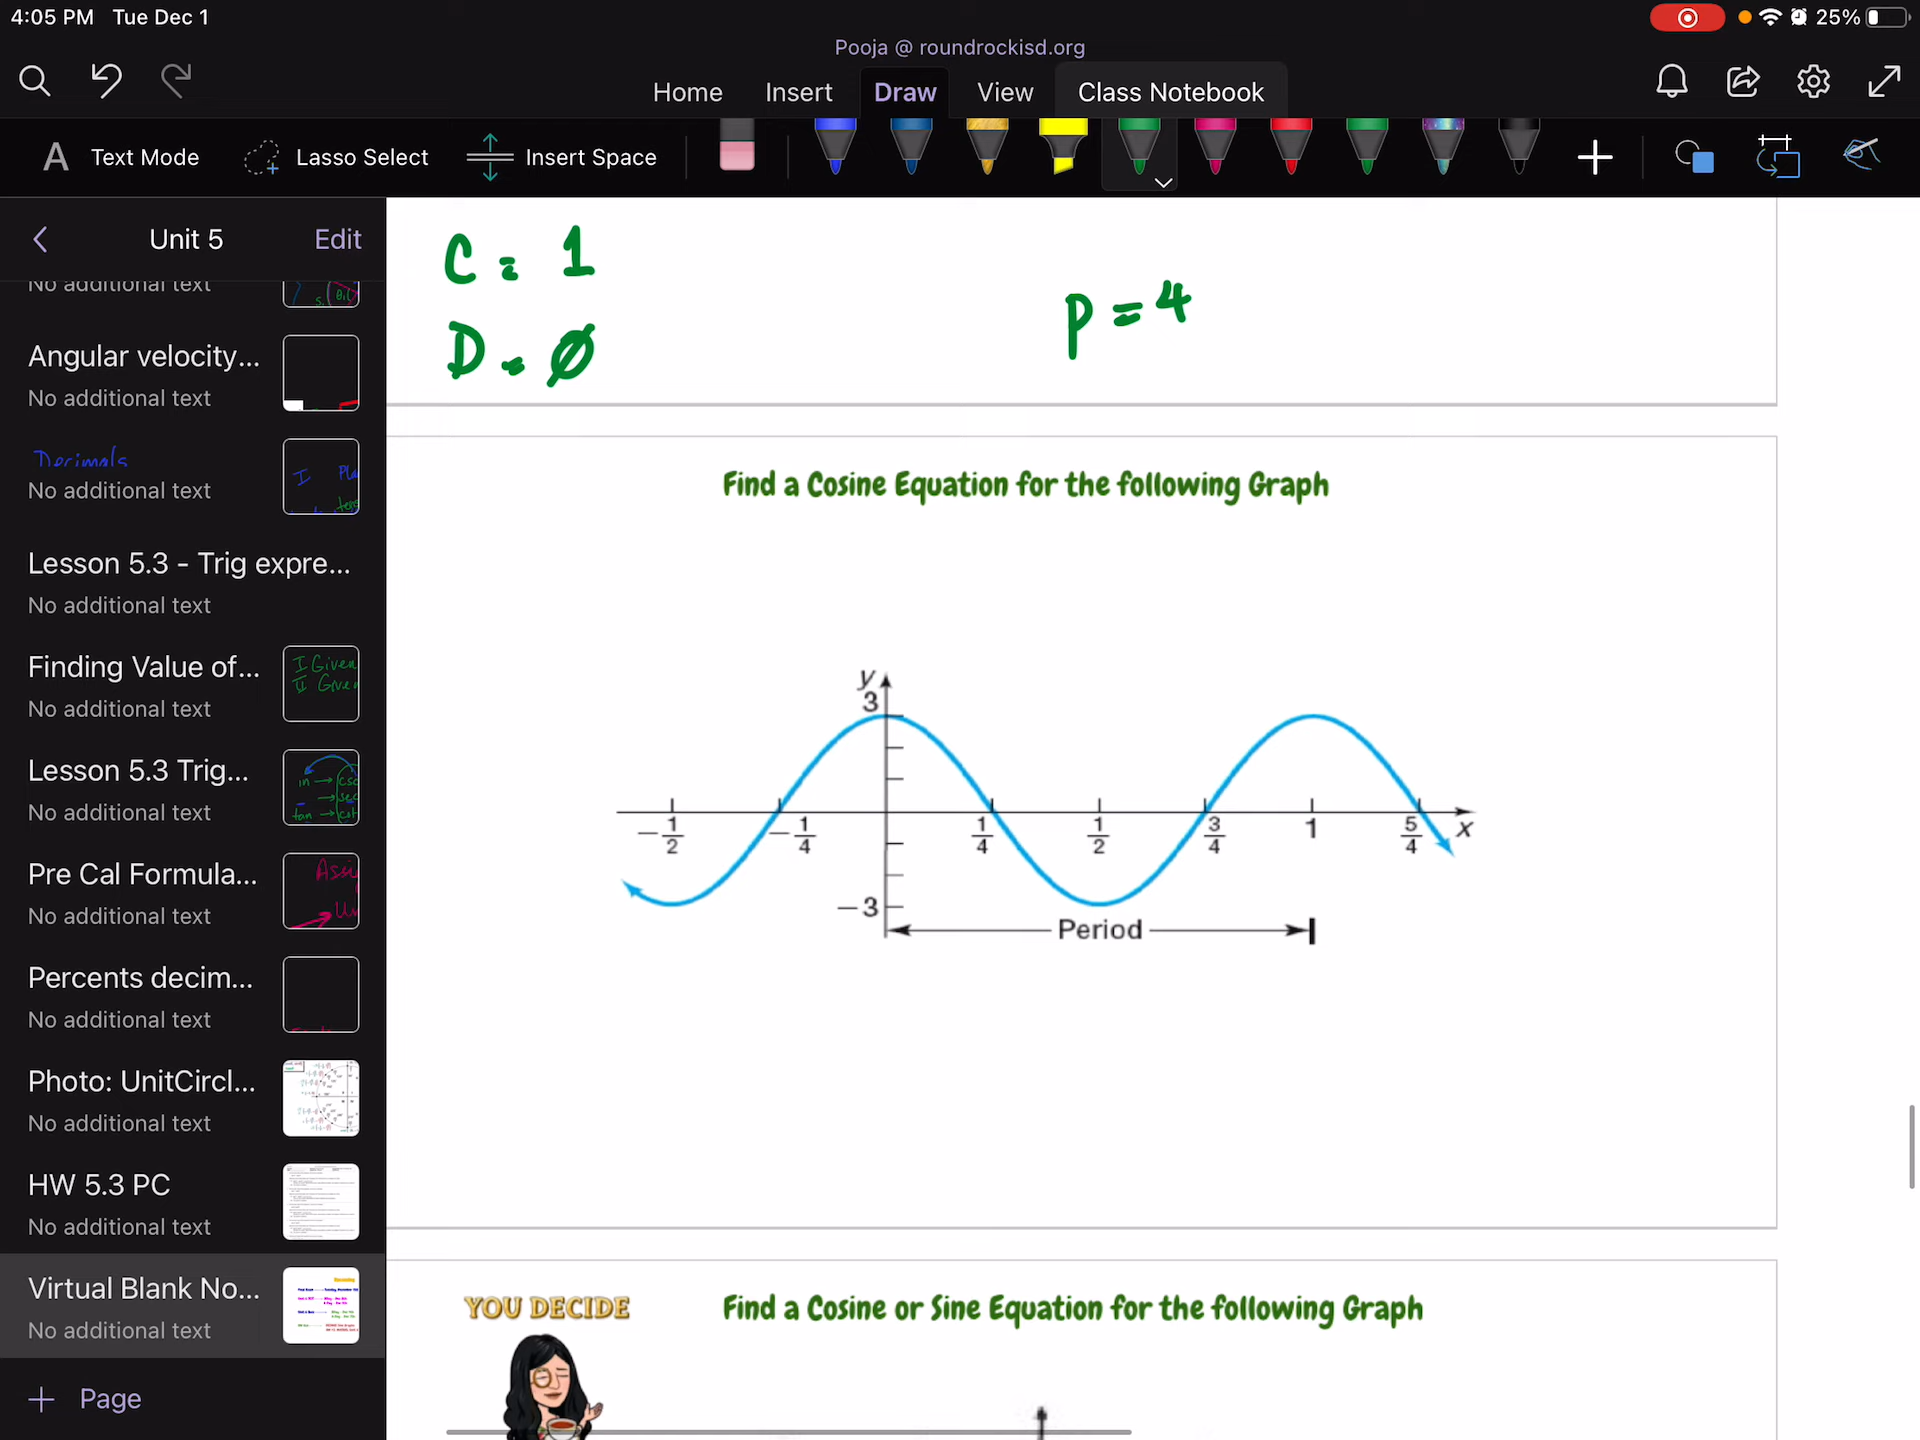 4:05 PM Tue Dec 1
25%
Pooja @ roundrockisd.org
Home Insert Draw View Class Notebook
A Text Mode Lasso Select Insert Space
Unit 5 Edit
No additional text
Angular velocity...
No additional text
Decimals
No additional text
Lesson 5.3 - Trig expre...
No additional text
Finding Value of...
No additional text
I Given
II Given
Lesson 5.3 Trig...
No additional text
Pre Cal Formula...
No additional text
Percents decim...
No additional text
Photo: UnitCircl...
No additional text
HW 5.3 PC
No additional text
Virtual Blank No...
No additional text
+ Page
C = 1
D = Ø
P = 4
Find a Cosine Equation for the following Graph
y
3
-1/2 -1/4 1/4 1/2 3/4 1 5/4 x
-3
Period
YOU DECIDE
Find a Cosine or Sine Equation for the following Graph